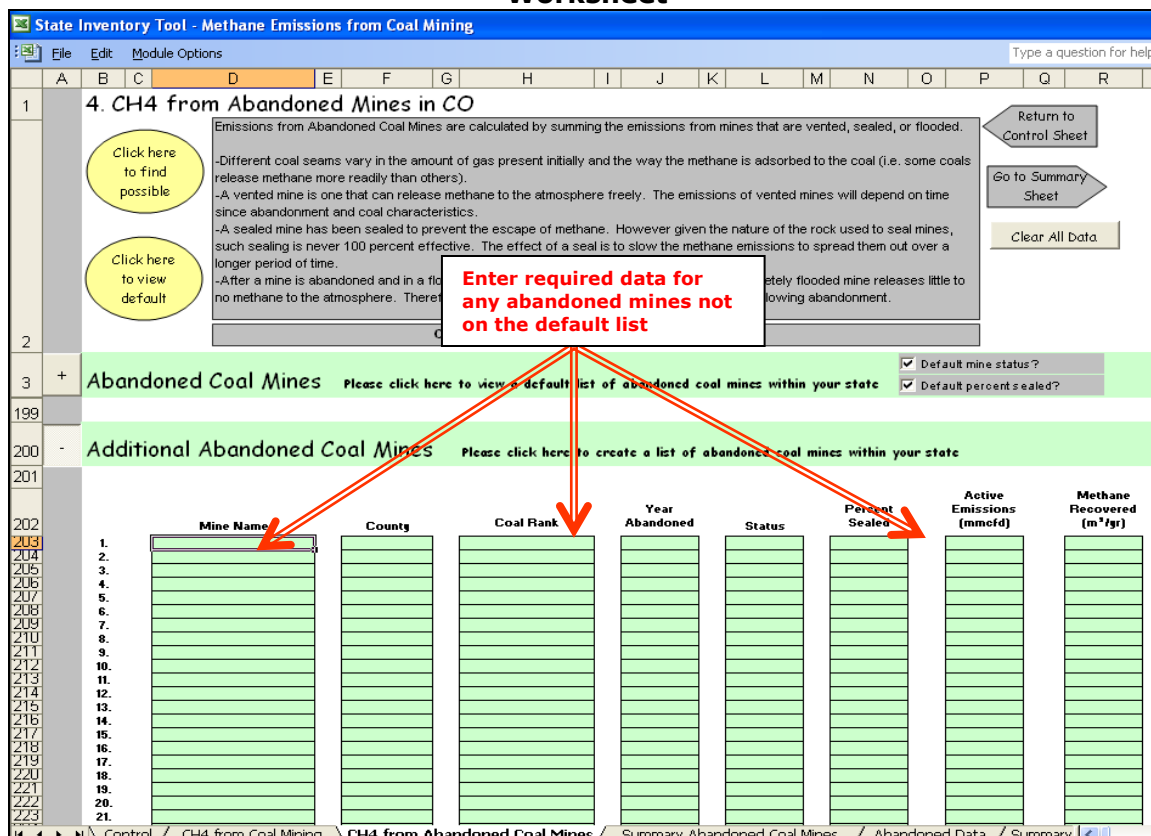 Worksheet
State Inventory Tool - Methane Emissions from Coal Mining
File Edit Module Options Type a question for help
A B C D E F G H I J K L M N O P Q R
1 4. CH4 from Abandoned Mines in CO
Click here
to find
possible
Click here
to view
default
Emissions from Abandoned Coal Mines are calculated by summing the emissions from mines that are vented, sealed, or flooded.
-Different coal seams vary in the amount of gas present initially and the way the methane is adsorbed to the coal (i.e. some coals
release methane more readily than others).
-A vented mine is one that can release methane to the atmosphere freely. The emissions of vented mines will depend on time
since abandonment and coal characteristics.
-A sealed mine has been sealed to prevent the escape of methane. However given the nature of the rock used to seal mines,
such sealing is never 100 percent effective. The effect of a seal is to slow the methane emissions to spread them out over a
longer period of time.
-After a mine is abandoned and in a etely flooded mine releases little to
no methane to the atmosphere. lowing abandonment.
Return to
Control Sheet
Go to Summary
Sheet
Clear All Data
Enter required data for
any abandoned mines not
on the default list
2
3 + Abandoned Coal Mines Please click here to view a default list of abandoned coal mines within your state
Default mine status?
Default percent sealed?
199
200 - Additional Abandoned Coal Mines Please click here to create a list of abandoned coal mines within your state
201
202 Mine Name County Coal Rank Year Abandoned Status Percent Sealed Active Emissions (mmcfd) Methane Recovered (m³/yr)
203 1.
204 2.
205 3.
206 4.
207 5.
208 6.
209 7.
210 8.
211 9.
212 10.
213 11.
214 12.
215 13.
216 14.
217 15.
218 16.
219 17.
220 18.
221 19.
222 20.
223 21.
Control / CH4 from Coal Mining \ CH4 from Abandoned Coal Mines / Summary Abandoned Coal Mines / Abandoned Data / Summary